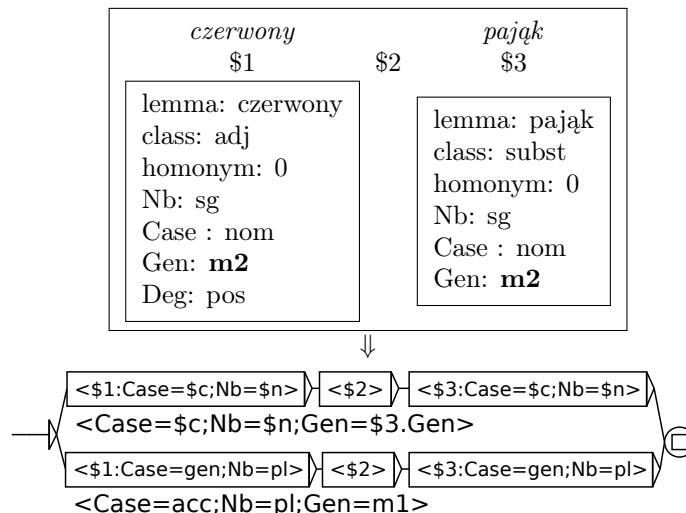 czerwony pająk
$1 $2 $3
lemma: czerwony
class: adj
homonym: 0
Nb: sg
Case : nom
Gen: m2
Deg: pos
lemma: pająk
class: subst
homonym: 0
Nb: sg
Case : nom
Gen: m2
⇓
<$1:Case=$c;Nb=$n> <$2> <$3:Case=$c;Nb=$n>
<Case=$c;Nb=$n;Gen=$3.Gen>
<$1:Case=gen;Nb=pl> <$2> <$3:Case=gen;Nb=pl>
<Case=acc;Nb=pl;Gen=m1>